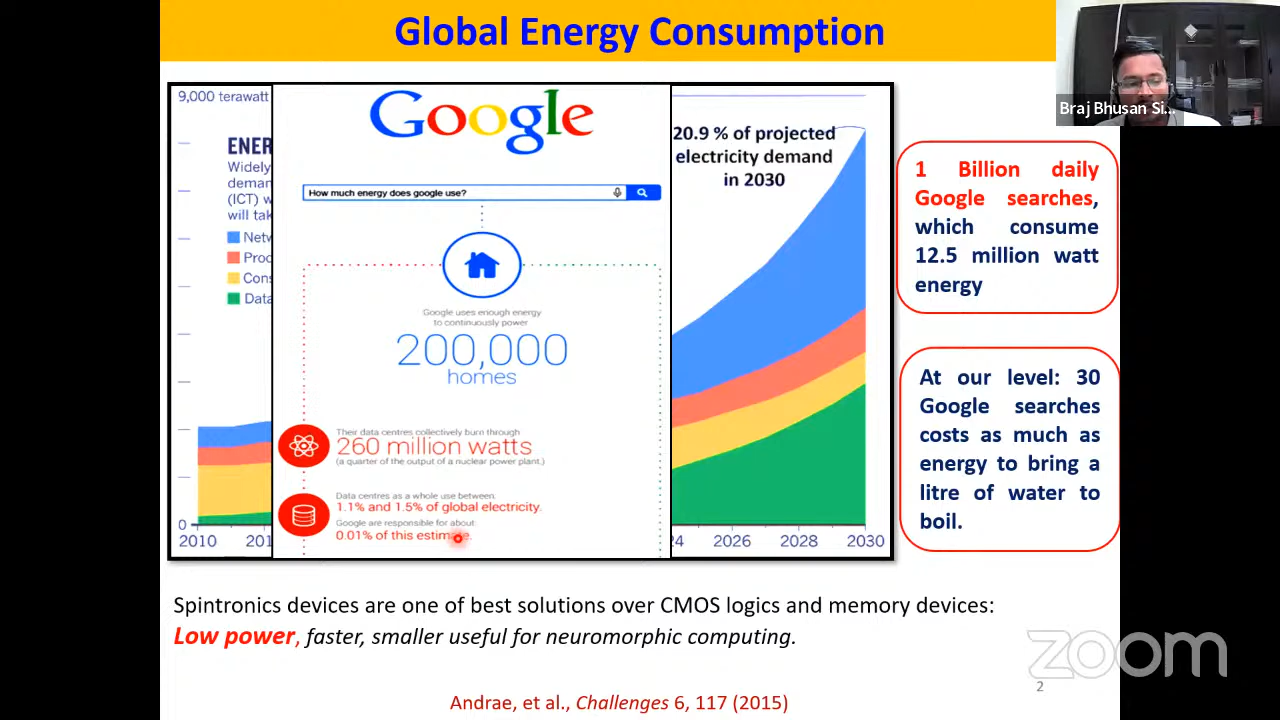 Global Energy Consumption
Braj Bhusan Si...
9,000 terawatt
ENER
Widely
deman
(ICT) w
will tak
Netw
Proc
Cons
Data
0
2010
201
Google
How much energy does google use?
Google uses enough energy
to continuously power
200,000
homes
Their data centres collectively burn through
260 million watts
(a quarter of the output of a nuclear power plant.)
Data centres as a whole use between:
1.1% and 1.5% of global electricity.
Google are responsible for about:
0.01% of this estimate.
20.9 % of projected
electricity demand
in 2030
24
2026
2028
2030
1 Billion daily
Google searches,
which consume
12.5 million watt
energy
At our level: 30
Google searches
costs as much as
energy to bring a
litre of water to
boil.
Spintronics devices are one of best solutions over CMOS logics and memory devices:
Low power, faster, smaller useful for neuromorphic computing.
zoom
2
Andrae, et al., Challenges 6, 117 (2015)